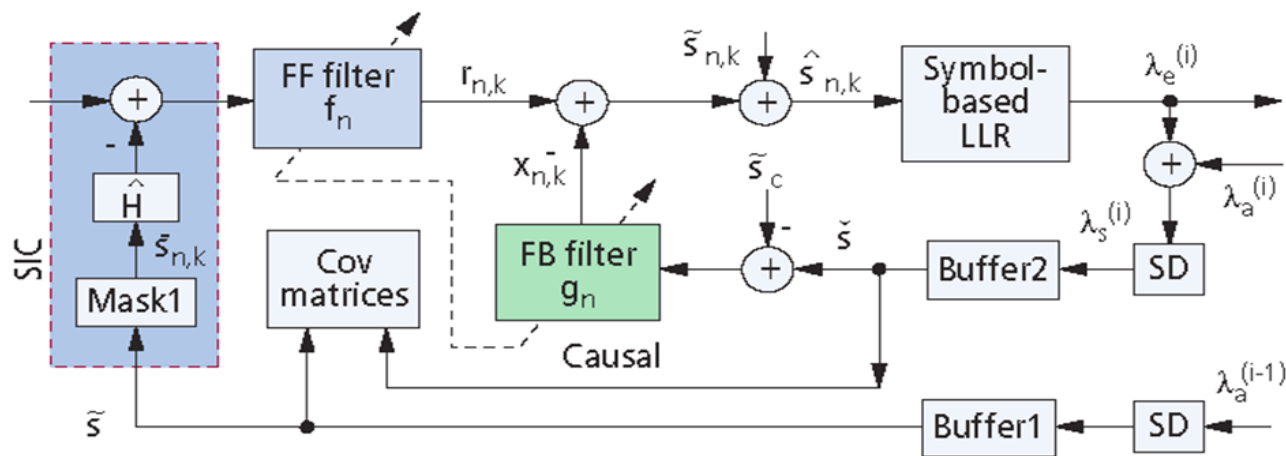 SIC
+
-
Ĥ
s̄n,k
Mask1
s̃
FF filter
fn
rn,k
+
x-n,k
FB filter
gn
Causal
Cov
matrices
s̃n,k
+
ŝn,k
s̃c
-
+
š
Symbol-
based
LLR
λe(i)
+
λa(i)
λs(i)
SD
Buffer2
Buffer1
SD
λa(i-1)